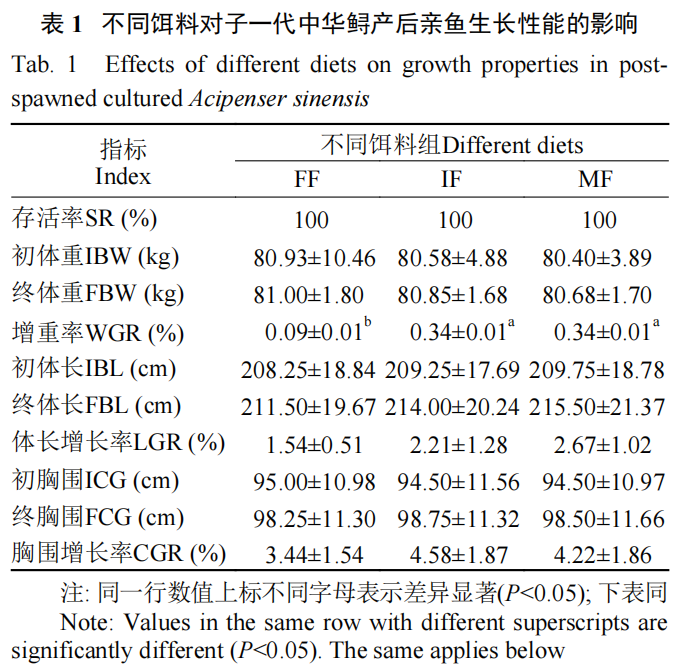 表 1 不同饵料对子一代中华鲟产后亲鱼生长性能的影响
Tab. 1 Effects of different diets on growth properties in post-
spawned cultured Acipenser sinensis
指标 不同饵料组Different diets
Index FF IF MF
存活率SR (%) 100 100 100
初体重IBW (kg) 80.93±10.46 80.58±4.88 80.40±3.89
终体重FBW (kg) 81.00±1.80 80.85±1.68 80.68±1.70
增重率WGR (%) 0.09±0.01b 0.34±0.01a 0.34±0.01a
初体长IBL (cm) 208.25±18.84 209.25±17.69 209.75±18.78
终体长FBL (cm) 211.50±19.67 214.00±20.24 215.50±21.37
体长增长率LGR (%) 1.54±0.51 2.21±1.28 2.67±1.02
初胸围ICG (cm) 95.00±10.98 94.50±11.56 94.50±10.97
终胸围FCG (cm) 98.25±11.30 98.75±11.32 98.50±11.66
胸围增长率CGR (%) 3.44±1.54 4.58±1.87 4.22±1.86
注: 同一行数值上标不同字母表示差异显著(P<0.05); 下表同
Note: Values in the same row with different superscripts are
significantly different (P<0.05). The same applies below